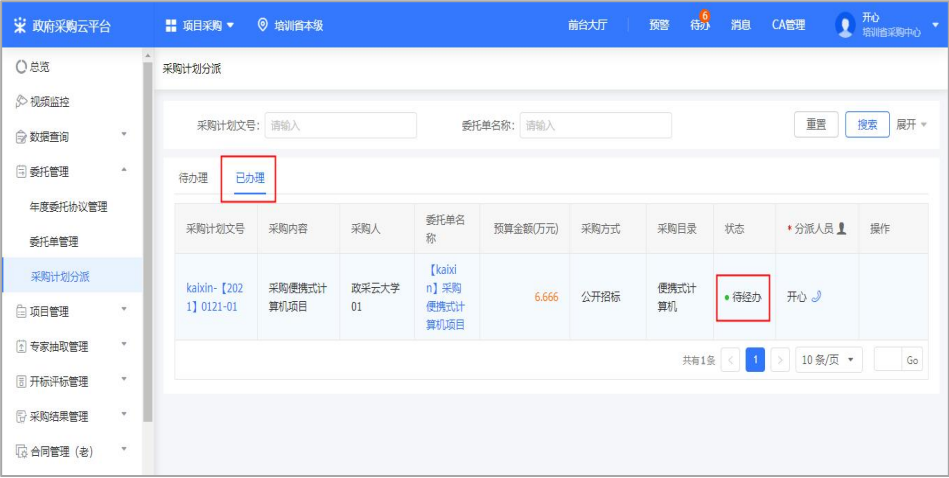 政府采购云平台
项目采购
培训省本级
前台大厅
预警
待办
6
消息
CA管理
开心
培训省采购中心
总览
视频监控
数据查询
委托管理
年度委托协议管理
委托单管理
采购计划分派
项目管理
专家抽取管理
开标评标管理
采购结果管理
合同管理（老）
采购计划分派
采购计划文号： 请输入
委托单名称： 请输入
重置
搜索
展开
待办理
已办理
采购计划文号
采购内容
采购人
委托单名
称
预算金额(万元)
采购方式
采购目录
状态
*分派人员
操作
kaixin-【202
1】0121-01
采购便携式计
算机项目
政采云大学
01
【kaixi
n】采购
便携式计
算机项目
6.666
公开招标
便携式计
算机
待经办
开心
共有1条 < 1 > 10 条/页 Go